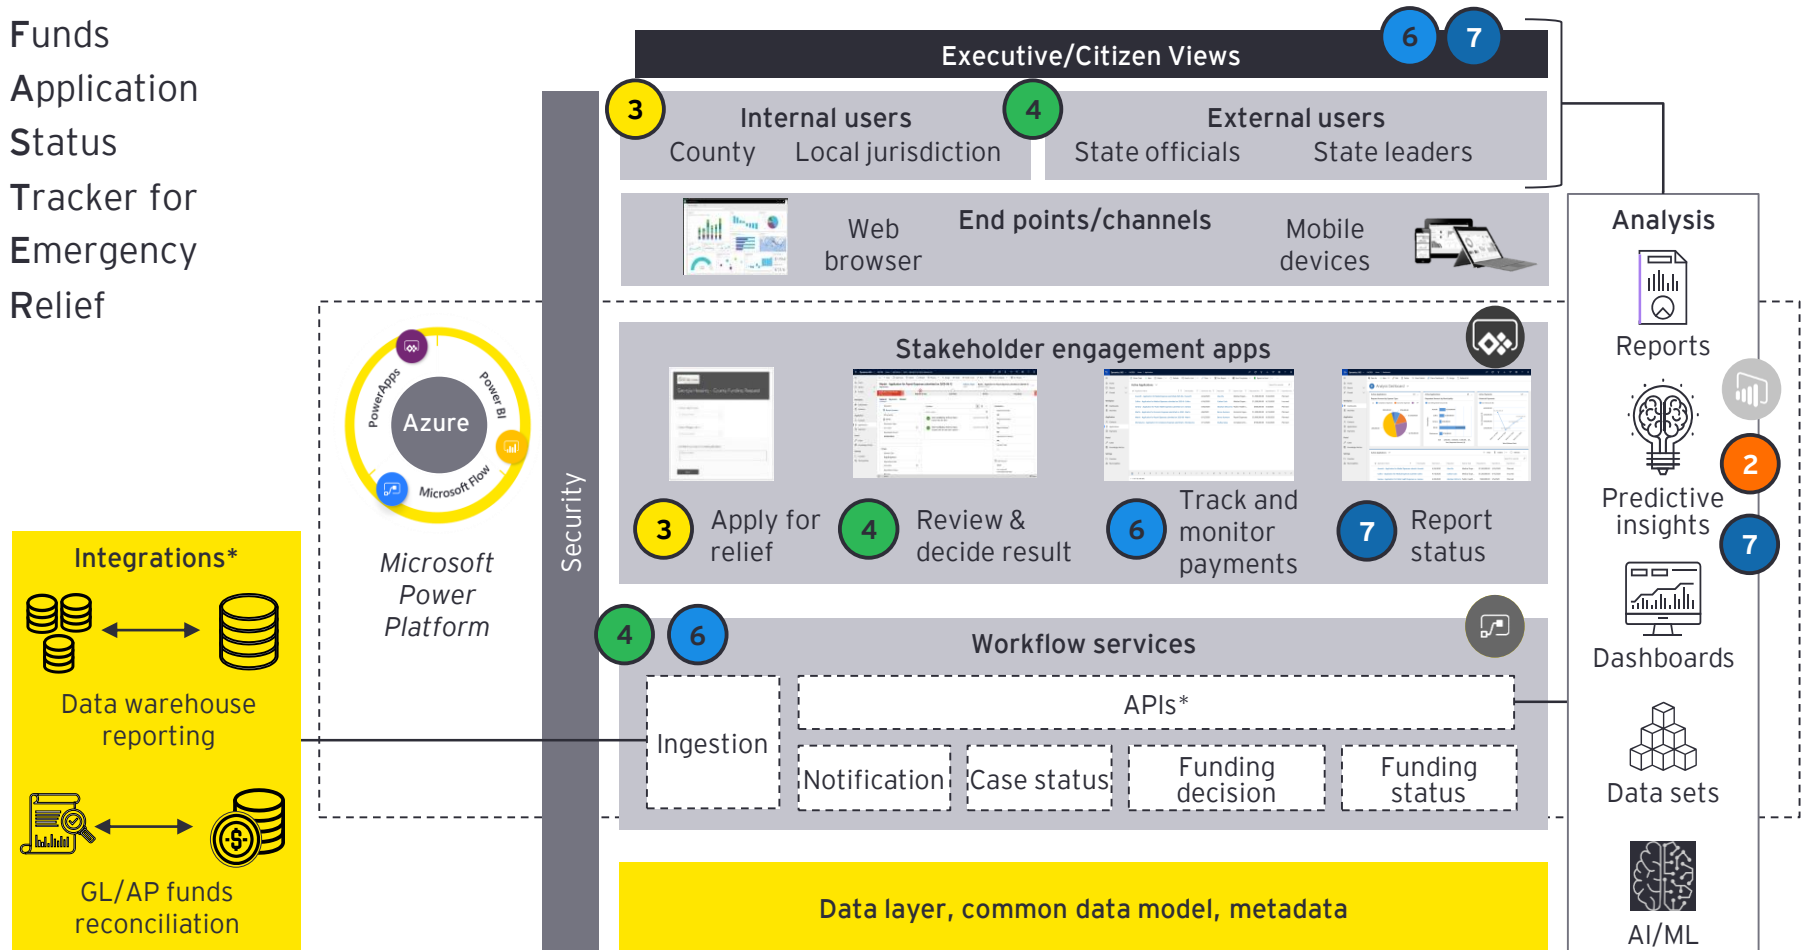 Funds
Application
Status
Tracker for
Emergency
Relief
Executive/Citizen Views
6
7
3
Internal users
County
Local jurisdiction
4
External users
State officials
State leaders
Web
browser
End points/channels
Mobile
devices
Security
Azure
PowerApps
Power BI
Microsoft Flow
Microsoft
Power
Platform
Stakeholder engagement apps
3
Apply for
relief
4
Review &
decide result
6
Track and
monitor
payments
7
Report
status
4
6
Workflow services
Ingestion
APIs*
Notification
Case status
Funding
decision
Funding
status
Data layer, common data model, metadata
Integrations*
Data warehouse
reporting
$
GL/AP funds
reconciliation
Analysis
Reports
2
Predictive
insights
7
Dashboards
Data sets
AI/ML